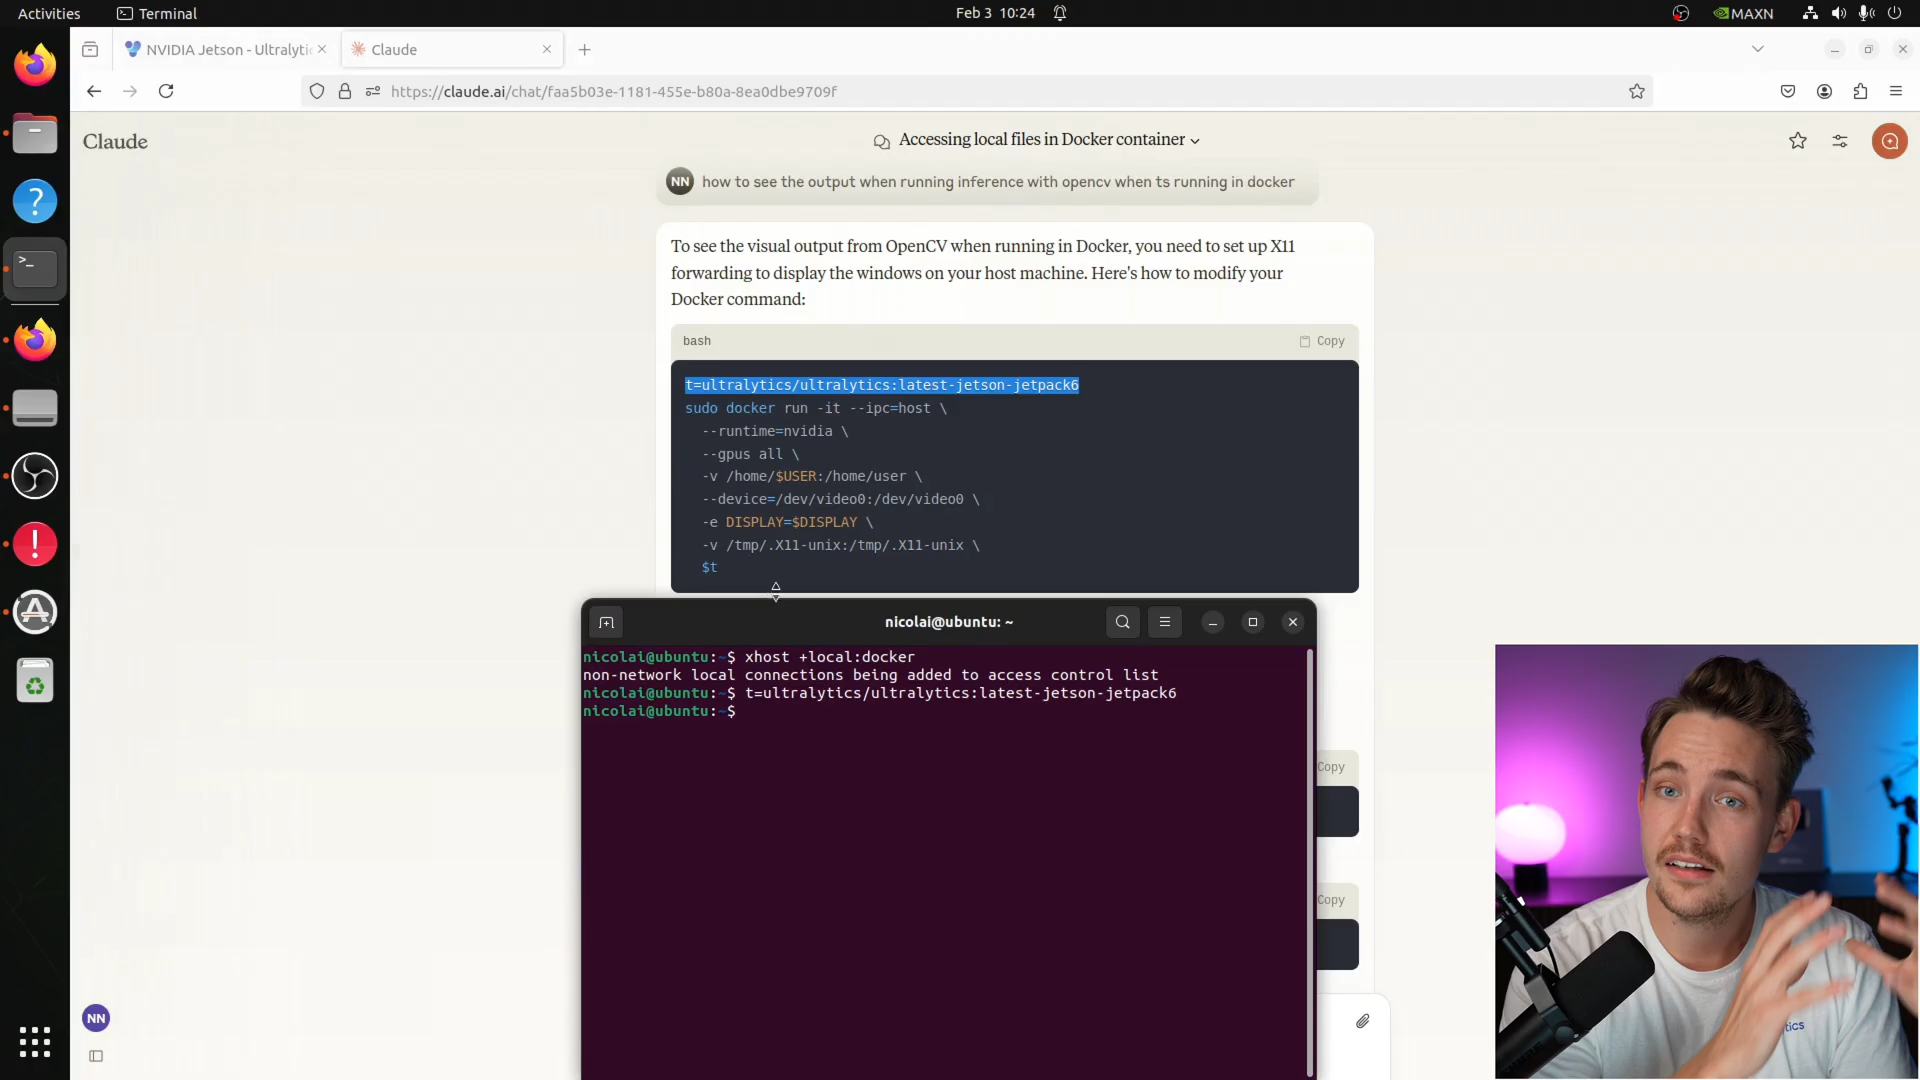 Activities
Terminal
Feb 3 10:24
MAXN
NVIDIA Jetson - Ultralytic
Claude
https://claude.ai/chat/faa5b03e-1181-455e-b80a-8ea0dbe9709f
Claude
Accessing local files in Docker container
NN
how to see the output when running inference with opencv when ts running in docker
To see the visual output from OpenCV when running in Docker, you need to set up X11
forwarding to display the windows on your host machine. Here's how to modify your
Docker command:
bash
Copy
t=ultralytics/ultralytics:latest-jetson-jetpack6
sudo docker run -it --ipc=host \
--runtime=nvidia \
--gpus all \
-v /home/$USER:/home/user \
--device=/dev/video0:/dev/video0 \
-e DISPLAY=$DISPLAY \
-v /tmp/.X11-unix:/tmp/.X11-unix \
$t
nicolai@ubuntu: ~
nicolai@ubuntu:~$ xhost +local:docker
non-network local connections being added to access control list
nicolai@ubuntu:~$ t=ultralytics/ultralytics:latest-jetson-jetpack6
nicolai@ubuntu:~$
Copy
Copy
NN
tics